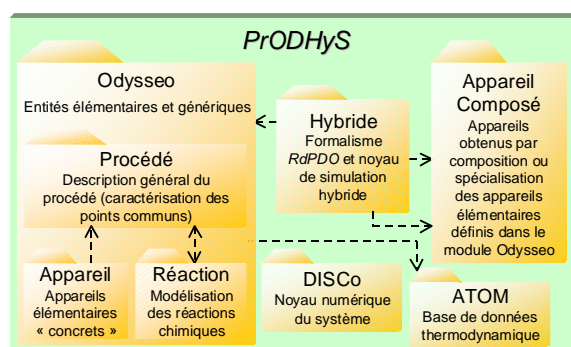 PrODHyS
Odysseo
Entités élémentaires et génériques
Procédé
Description général du
procédé (caractérisation des
points communs)
Appareil
Appareils
élémentaires
« concrets »
Réaction
Modélisation
des réactions
chimiques
Hybride
Formalisme
RdPDO et noyau
de simulation
hybride
Appareil
Composé
Appareils
obtenus par
composition ou
spécialisation
des appareils
élémentaires
définis dans le
module Odysseo
DISCo
Noyau numérique
du système
ATOM
Base de données
thermodynamique